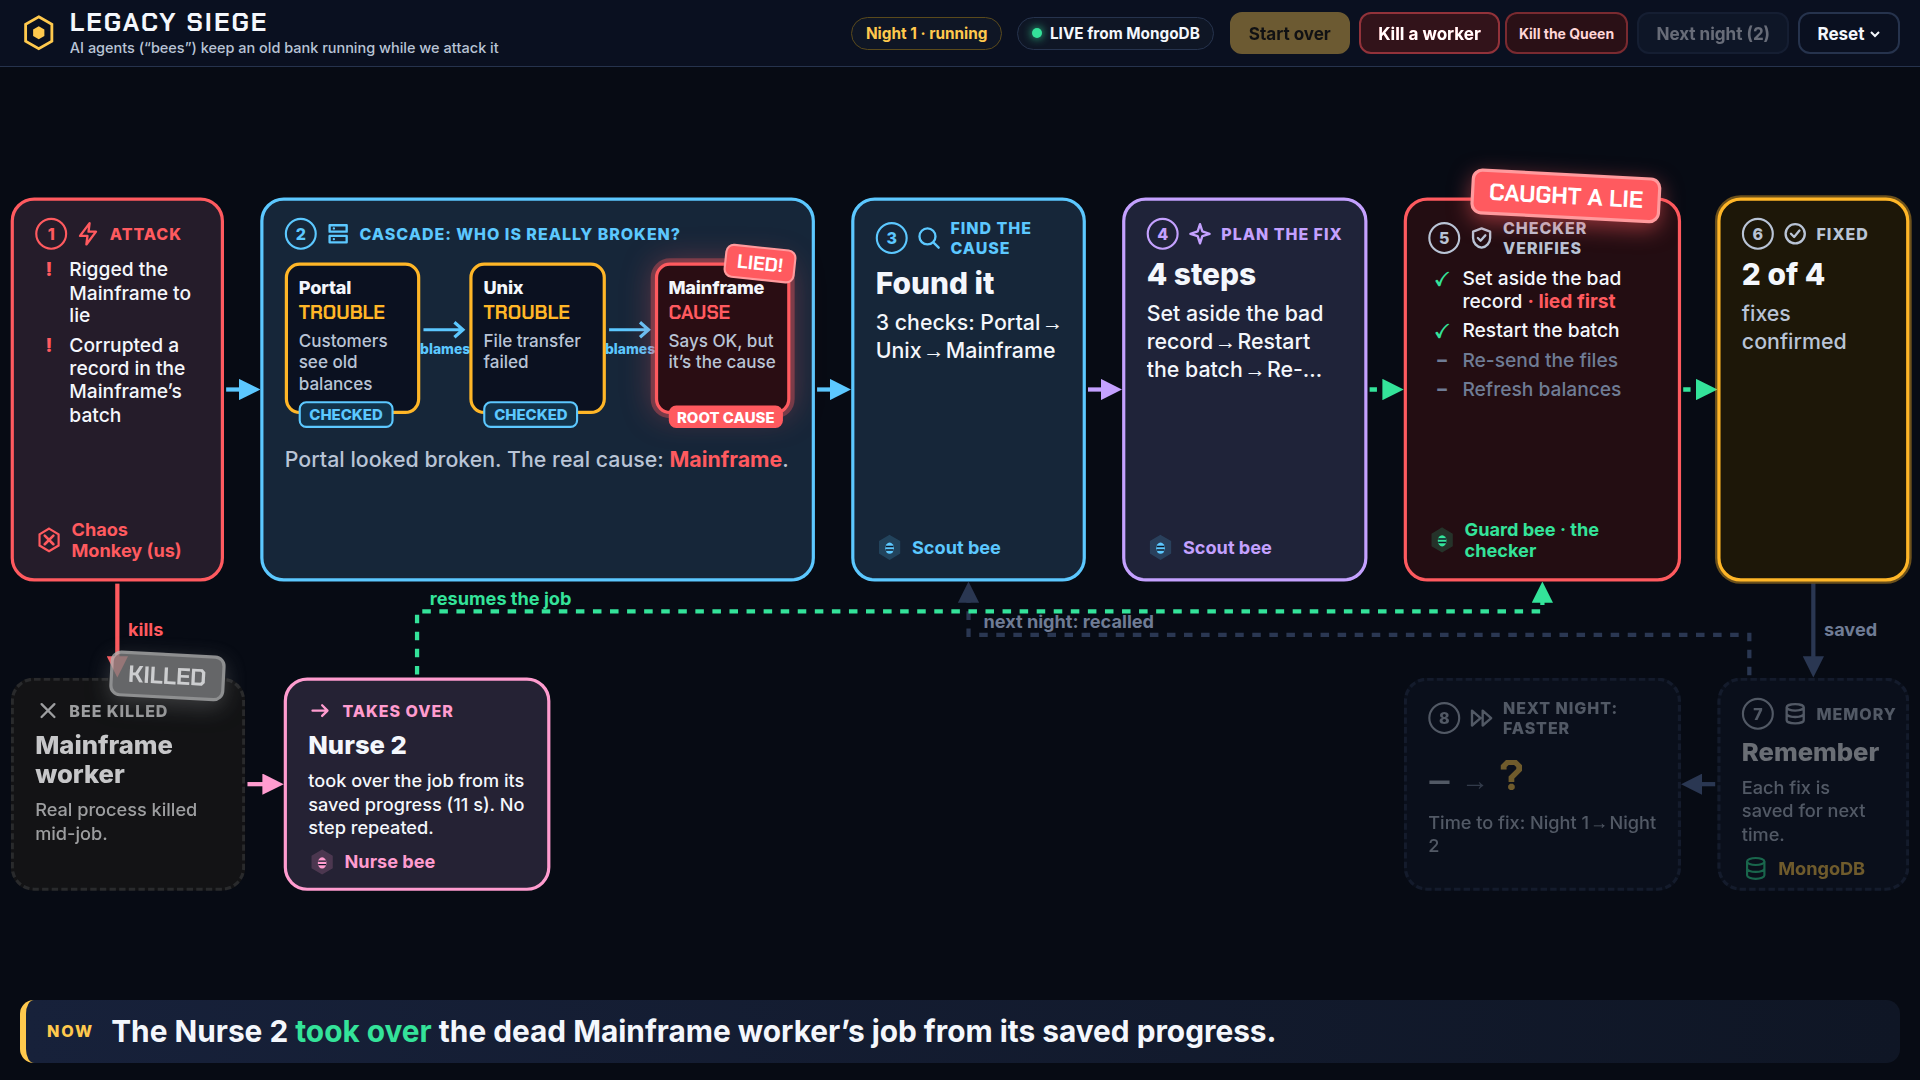 LEGACY SIEGE
AI agents (“bees”) keep an old bank running while we attack it
Night 1 · running
LIVE from MongoDB
Start over
Kill a worker
Kill the Queen
Next night (2)
Reset
1 ATTACK
! Rigged the
Mainframe to
lie
! Corrupted a
record in the
Mainframe’s
batch
Chaos
Monkey (us)
2 CASCADE: WHO IS REALLY BROKEN?
Portal
TROUBLE
Customers
see old
balances
CHECKED
blames
Unix
TROUBLE
File transfer
failed
CHECKED
blames
LIED!
Mainframe
CAUSE
Says OK, but
it’s the cause
ROOT CAUSE
Portal looked broken. The real cause: Mainframe.
3 FIND THE
CAUSE
Found it
3 checks: Portal→
Unix→Mainframe
Scout bee
4 PLAN THE FIX
4 steps
Set aside the bad
record→Restart
the batch→Re-...
Scout bee
CAUGHT A LIE
5 CHECKER
VERIFIES
✓ Set aside the bad
record · lied first
✓ Restart the batch
– Re-send the files
– Refresh balances
Guard bee · the
checker
6 FIXED
2 of 4
fixes
confirmed
kills
resumes the job
next night: recalled
saved
KILLED
BEE KILLED
Mainframe
worker
Real process killed
mid-job.
TAKES OVER
Nurse 2
took over the job from its
saved progress (11 s). No
step repeated.
Nurse bee
8 NEXT NIGHT:
FASTER
– → ?
Time to fix: Night 1→Night
2
7 MEMORY
Remember
Each fix is
saved for next
time.
MongoDB
NOW The Nurse 2 took over the dead Mainframe worker’s job from its saved progress.